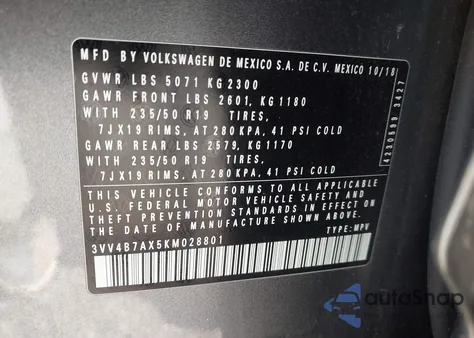 MFD BY VOLKSWAGEN DE MEXICO S.A. DE C.V. MEXICO 10/18
GVWR LBS 5071 KG 2300
GAWR FRONT LBS 2601, KG 1180
WITH 235/50 R19 TIRES,
7JX19 RIMS, AT 280 KPA, 41 PSI COLD
GAWR REAR LBS 2579, KG 1170
WITH 235/50 R19 TIRES,
7JX19 RIMS, AT 280 KPA, 41 PSI COLD
THIS VEHICLE CONFORMS TO ALL APPLICABLE
U.S. FEDERAL MOTOR VEHICLE
SAFETY AND THEFT PREVENTION STANDARDS IN EFFECT ON
THE DATE OF MANUFACTURE SHOWN ABOVE.
3VV4B7AX5KM028801 TYPE: MPV
4230599 3427
autoSnap